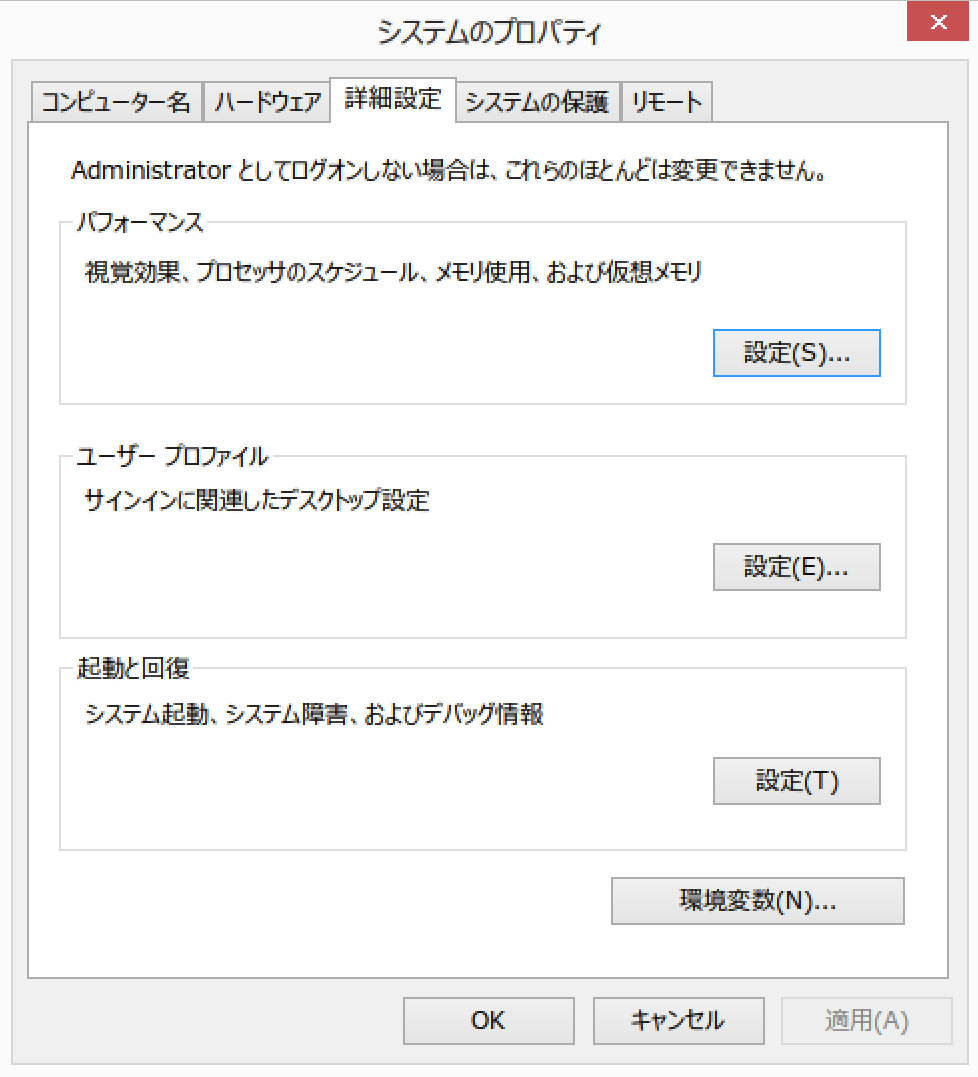 システムのプロパティ
コンピューター名
ハードウェア
詳細設定
システムの保護
リモート
Administrator としてログオンしない場合は、これらのほとんどは変更できません。
パフォーマンス
視覚効果、プロセッサのスケジュール、メモリ使用、および仮想メモリ
設定(S)...
ユーザー プロファイル
サインインに関連したデスクトップ設定
設定(E)...
起動と回復
システム起動、システム障害、およびデバッグ情報
設定(T)
環境変数(N)...
OK
キャンセル
適用(A)